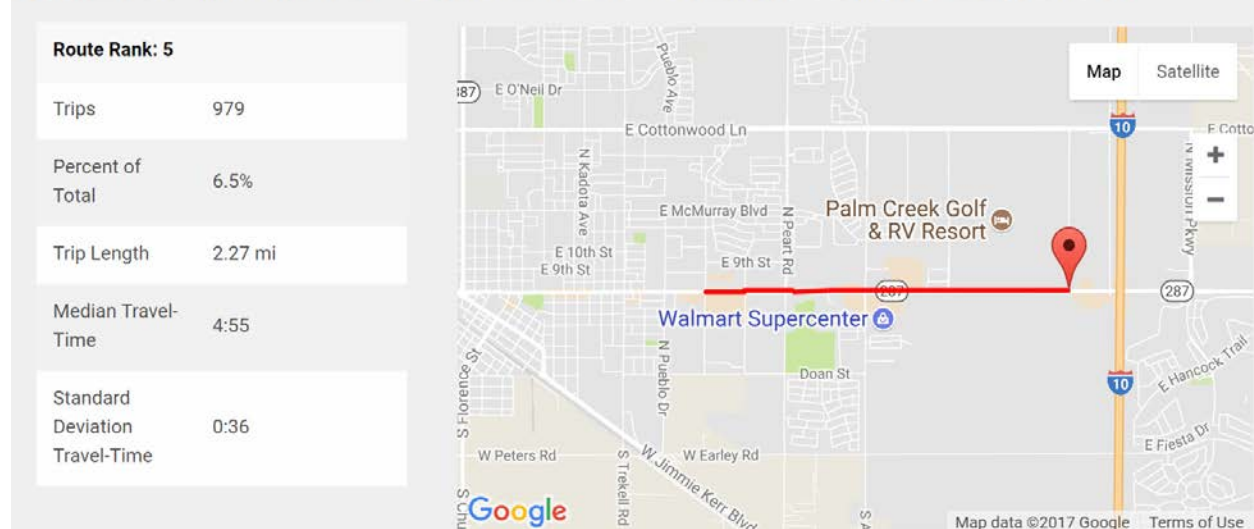 Route Rank: 5
Trips 979
Percent of
Total 6.5%
Trip Length 2.27 mi
Median Travel-
Time 4:55
Standard
Deviation 0:36
Travel-Time
Map Satellite
Pueblo Ave
387
E O'Neil Dr
E Cottonwood Ln
10
E Cotto
+
−
N Kadota Ave
N Mission Pkwy
E McMurray Blvd
N Peart Rd
Palm Creek Golf
& RV Resort
E 10th St
E 9th St
E 9th St
287
287
Walmart Supercenter
S Florence St
N Pueblo Dr
Doan St
10
E Hancock Trail
E Fiesta Dr
W Peters Rd
S Trekell Rd
W Jimmie Kerr Blvd
W Earley Rd
Google
Map data ©2017 Google Terms of Use